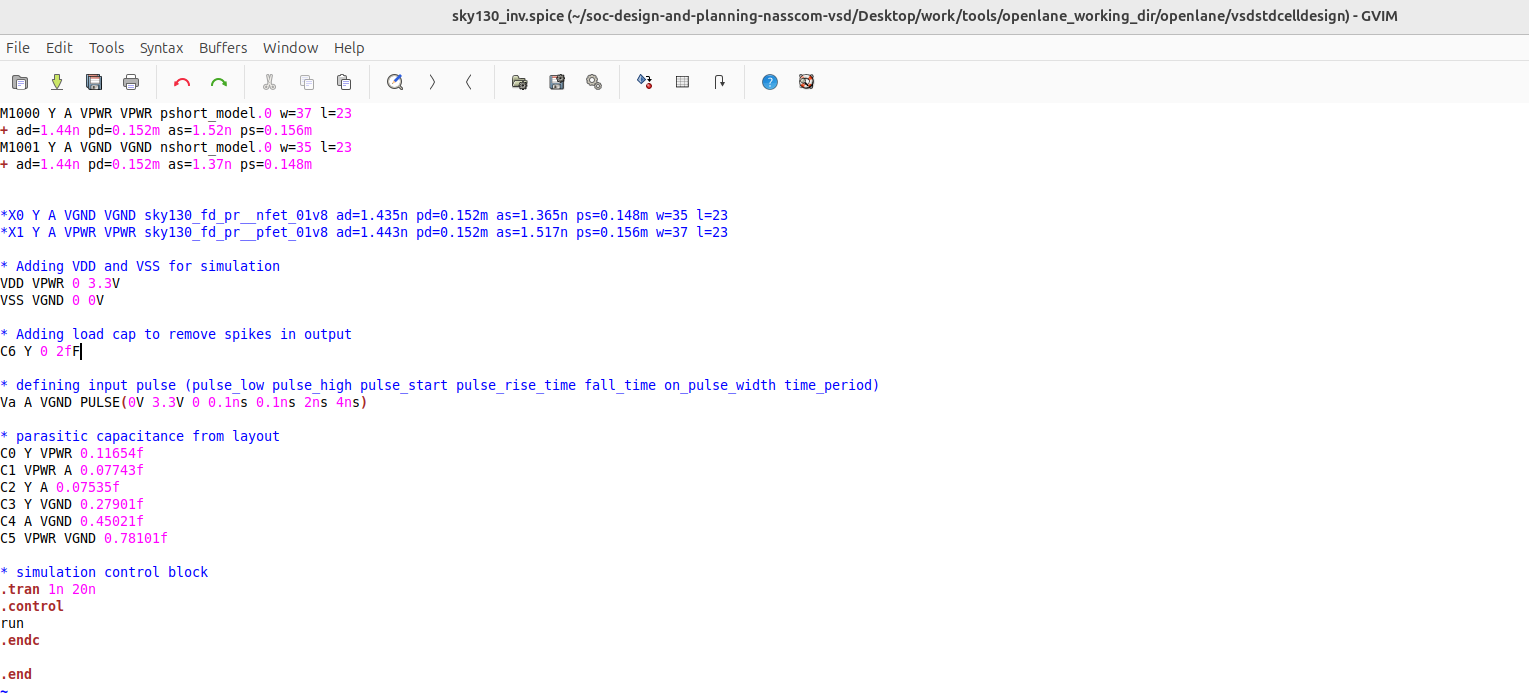 sky130_inv.spice (~/soc-design-and-planning-nasscom-vsd/Desktop/work/tools/openlane_working_dir/openlane/vsdstdcelldesign) - GVIM
File Edit Tools Syntax Buffers Window Help
M1000 Y A VPWR VPWR pshort_model.0 w=37 l=23
+ ad=1.44n pd=0.152m as=1.52n ps=0.156m
M1001 Y A VGND VGND nshort_model.0 w=35 l=23
+ ad=1.44n pd=0.152m as=1.37n ps=0.148m
*X0 Y A VGND VGND sky130_fd_pr__nfet_01v8 ad=1.435n pd=0.152m as=1.365n ps=0.148m w=35 l=23
*X1 Y A VPWR VPWR sky130_fd_pr__pfet_01v8 ad=1.443n pd=0.152m as=1.517n ps=0.156m w=37 l=23
* Adding VDD and VSS for simulation
VDD VPWR 0 3.3V
VSS VGND 0 0V
* Adding load cap to remove spikes in output
C6 Y 0 2fF
* defining input pulse (pulse_low pulse_high pulse_start pulse_rise_time fall_time on_pulse_width time_period)
Va A VGND PULSE(0V 3.3V 0 0.1ns 0.1ns 2ns 4ns)
* parasitic capacitance from layout
C0 Y VPWR 0.11654f
C1 VPWR A 0.07743f
C2 Y A 0.07535f
C3 Y VGND 0.27901f
C4 A VGND 0.45021f
C5 VPWR VGND 0.78101f
* simulation control block
.tran 1n 20n
.control
run
.endc
.end
~